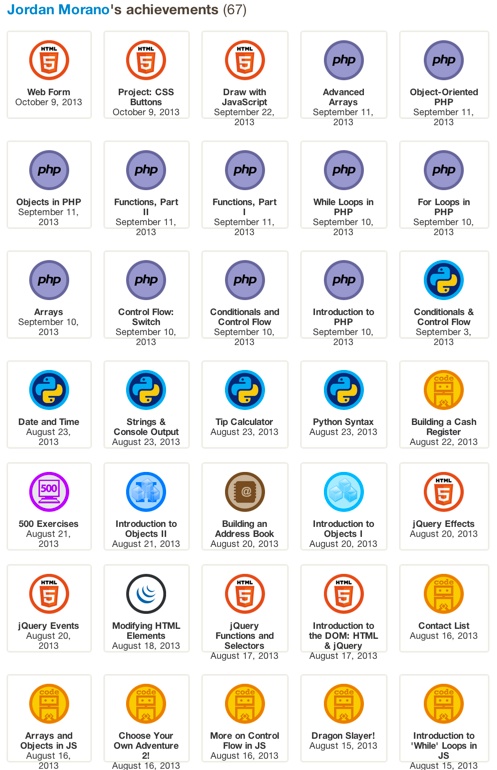 Jordan Morano's achievements (67)
HTML
HTML
HTML
php
php
Web Form
October 9, 2013
Project: CSS
Buttons
October 9, 2013
Draw with
JavaScript
September 22,
2013
Advanced
Arrays
September 11,
2013
Object-Oriented
PHP
September 11,
2013
php
php
php
php
php
Objects in PHP
September 11,
2013
Functions, Part
II
September 11,
2013
Functions, Part
I
September 11,
2013
While Loops in
PHP
September 10,
2013
For Loops in
PHP
September 10,
2013
php
php
php
php
Arrays
September 10,
2013
Control Flow:
Switch
September 10,
2013
Conditionals and
Control Flow
September 10,
2013
Introduction to
PHP
September 10,
2013
Conditionals &
Control Flow
September 3,
2013
code
Date and Time
August 23,
2013
Strings &
Console Output
August 23, 2013
Tip Calculator
August 23, 2013
Python Syntax
August 23, 2013
Building a Cash
Register
August 22, 2013
500
@
HTML
500 Exercises
August 21,
2013
Introduction to
Objects II
August 21, 2013
Building an
Address Book
August 20, 2013
Introduction to
Objects I
August 20, 2013
jQuery Effects
August 20, 2013
HTML
HTML
HTML
code
jQuery Events
August 20,
2013
Modifying HTML
Elements
August 18, 2013
jQuery
Functions and
Selectors
August 17, 2013
Introduction to
the DOM: HTML
& jQuery
August 17, 2013
Contact List
August 16, 2013
code
code
code
code
code
Arrays and
Objects in JS
August 16,
2013
Choose Your
Own Adventure
2!
August 16, 2013
More on Control
Flow in JS
August 16, 2013
Dragon Slayer!
August 15, 2013
Introduction to
'While' Loops in
JS
August 15, 2013